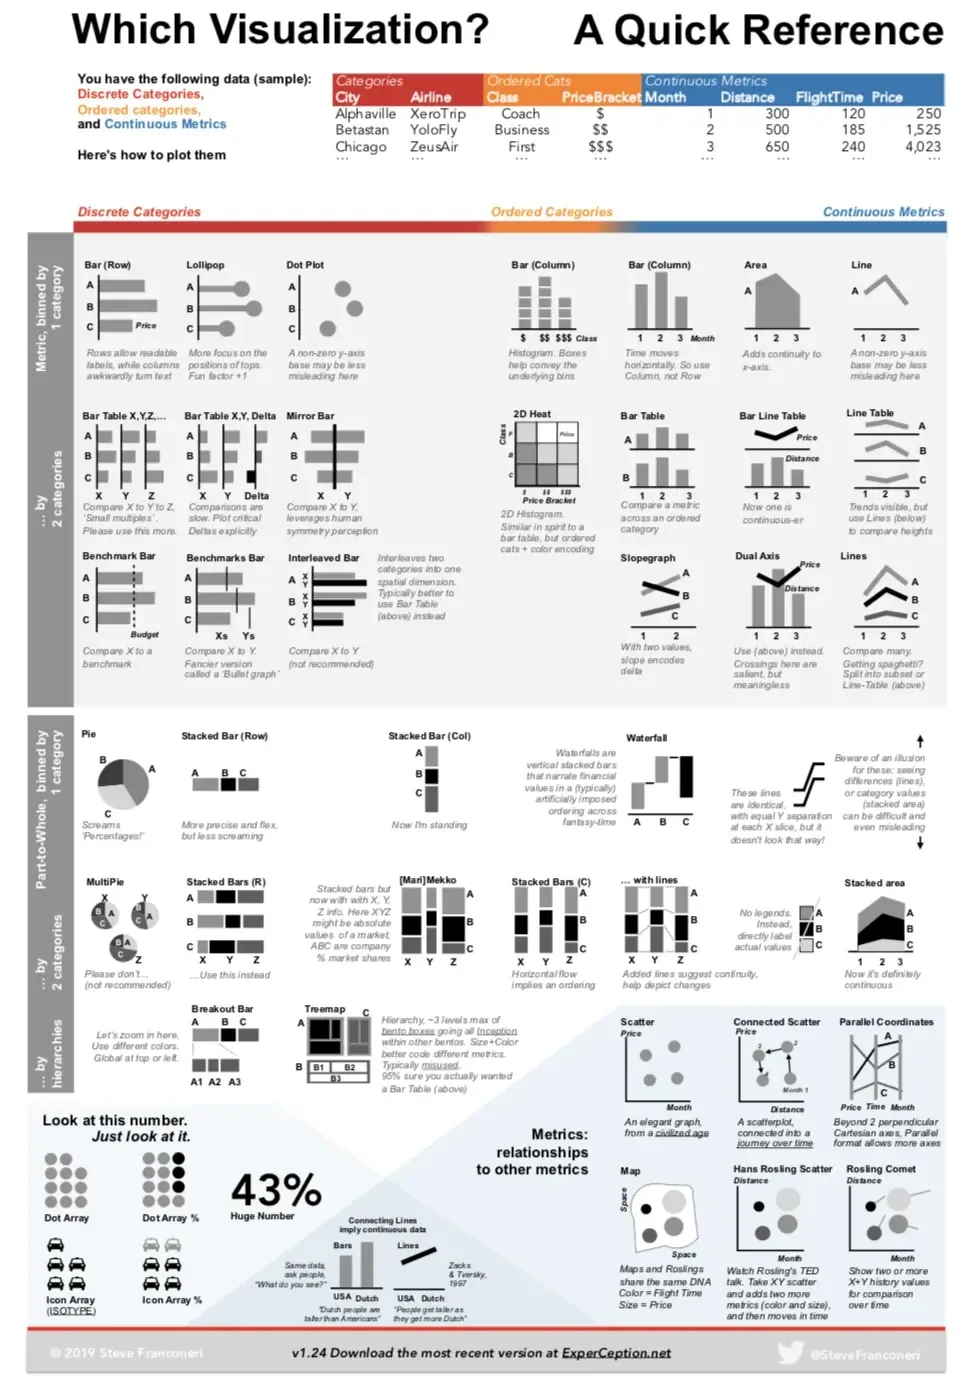 Which Visualization?
A Quick Reference
You have the following data (sample):
Discrete Categories,
Ordered categories,
and Continuous Metrics
Here's how to plot them
Categories Ordered Cats Continuous Metrics
City Airline Class PriceBracket Month Distance FlightTime Price
Alphaville XeroTrip Coach $ 1 300 120 250
Betastan YoloFly Business $$ 2 500 185 1,525
Chicago ZeusAir First $$$ 3 650 240 4,023
... ... ... ... ... ... ... ...
Discrete Categories Ordered Categories Continuous Metrics
Metric, binned by
1 category
Bar (Row)
A
B
C
Price
Rows allow readable
labels, while columns
awkwardly turn text
Lollipop
A
B
C
More focus on the
positions of tops.
Fun factor +1
Dot Plot
A
B
C
A non-zero y-axis
base may be less
misleading here
Bar (Column)
$ $$ $$$ Class
Histogram. Boxes
help convey the
underlying bins
Bar (Column)
1 2 3 Month
Time moves
horizontally. So use
Column, not Row
Area
A
1 2 3
Adds continuity to
x-axis.
Line
A
1 2 3
A non-zero y-axis
base may be less
misleading here
... by
2 categories
Bar Table X,Y,Z,...
A
B
C
X Y Z
Compare X to Y to Z,
'Small multiples'.
Please use this more.
Bar Table X,Y, Delta
A
B
C
X Y Delta
Comparisons are
slow. Plot critical
Deltas explicitly
Mirror Bar
A
B
C
X Y
Compare X to Y,
leverages human
symmetry perception
2D Heat
Class
F
B
C
Price
$ $$ $$$
Price Bracket
2D Histogram.
Similar in spirit to a
bar table, but ordered
cats + color encoding
Bar Table
A
B
1 2 3
Compare a metric
across an ordered
category
Bar Line Table
Price
Distance
1 2 3
Now one is
continuous-er
Line Table
A
B
C
1 2 3
Trends visible, but
use Lines (below)
to compare heights
Benchmark Bar
A
B
C
Budget
Compare X to a
benchmark
Benchmarks Bar
A
B
C
Xs Ys
Compare X to Y.
Fancier version
called a 'Bullet graph'
Interleaved Bar
A X
Y
B X
Y
C X
Y
Compare X to Y
(not recommended)
Interleaves two
categories into one
spatial dimension.
Typically better to
use Bar Table
(above) instead
Slopegraph
A
B
C
1 2
With two values,
slope encodes
delta
Dual Axis
Price
Distance
1 2 3
Use (above) instead.
Crossings here are
salient, but
meaningless
Lines
A
B
C
1 2 3
Compare many.
Getting spaghetti?
Split into subset or
Line-Table (above)
Part-to-Whole, binned by
1 category
Pie
B
A
C
Screams
'Percentages!'
Stacked Bar (Row)
A B C
More precise and flex,
but less screaming
Stacked Bar (Col)
A
B
C
Now I'm standing
Waterfalls are
vertical stacked bars
that narrate financial
values in a (typically)
artificially imposed
ordering across
fantasy-time
Waterfall
A B C
These lines
are identical,
with equal Y separation
at each X slice, but it
doesn't look that way!
Beware of an illusion
for these: seeing
differences (lines),
or category values
(stacked area)
can be difficult and
even misleading
... by
2 categories
MultiPie
X Y
B A
C
B A
C
B A
C
Z
Please don't...
(not recommended)
Stacked Bars (R)
A
B
C
X Y Z
...Use this instead
Stacked bars but
now with with X, Y,
Z info. Here XYZ
might be absolute
values of a market,
ABC are company
% market shares
[Mari]Mekko
A
B
C
X Y Z
Stacked Bars (C)
A
B
C
X Y Z
Horizontal flow
implies an ordering
... with lines
A
B
C
X Y Z
Added lines suggest continuity,
help depict changes
No legends.
Instead,
directly label
actual values
A
B
C
Stacked area
A
B
C
1 2 3
Now it's definitely
continuous
... by
hierarchies
Let's zoom in here.
Use different colors.
Global at top or left.
Breakout Bar
A B C
A1 A2 A3
Treemap
A C
B
B1 B2
B3
Hierarchy, ~3 levels max of
bento boxes going all Inception
within other bentos. Size+Color
better code different metrics.
Typically misused.
95% sure you actually wanted
a Bar Table (above)
Look at this number.
Just look at it.
Dot Array
Dot Array %
43%
Huge Number
Icon Array
(ISOTYPE)
Icon Array %
Connecting Lines
imply continuous data
Same data,
ask people,
"What do you see?"
Bars
USA Dutch
"Dutch people are
taller than Americans"
Lines
USA Dutch
"People get taller as
they get more Dutch"
Zacks
& Tversky,
1997
Metrics:
relationships
to other metrics
Scatter
Price
Month
An elegant graph,
from a civilized age
Connected Scatter
Price
3
2
4
Month 1
Distance
A scatterplot,
connected into a
journey over time
Parallel Coordinates
A
B
C
Price Time Month
Beyond 2 perpendicular
Cartesian axes, Parallel
format allows more axes
Map
Space
Space
Maps and Roslings
share the same DNA
Color = Flight Time
Size = Price
Hans Rosling Scatter
Distance
Month
Watch Rosling's TED
talk. Take XY scatter
and adds two more
metrics (color and size),
and then moves in time
Rosling Comet
Distance
Month
Show two or more
X+Y history values
for comparison
over time
© 2019 Steve Franconeri
v1.24 Download the most recent version at ExperCeption.net
@SteveFranconeri